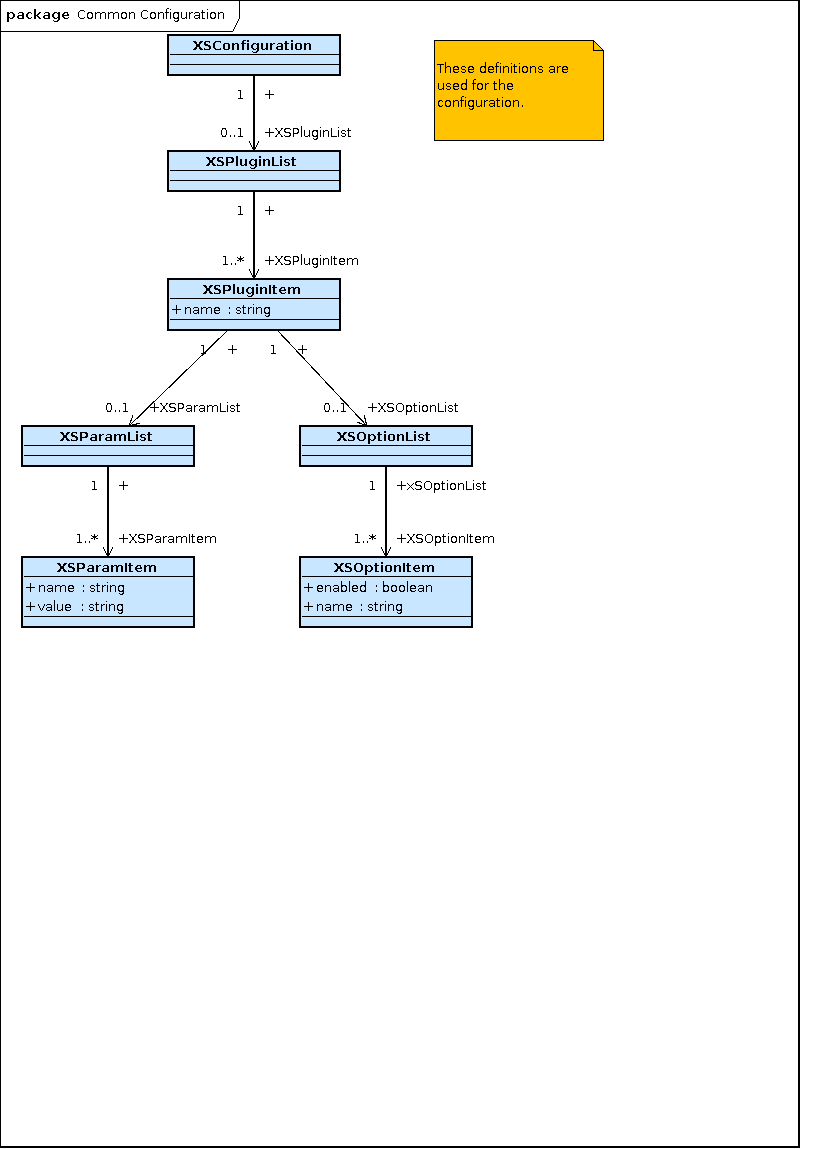 package Common Configuration
XSConfiguration
These definitions are
used for the
configuration.
1 +
0..1 +XSPluginList
XSPluginList
1 +
1..* +XSPluginItem
XSPluginItem
+ name : string
1 + 1 +
0..1 +XSParamList 0..1 +XSOptionList
XSParamList XSOptionList
1 + 1 +xSOptionList
1..* +XSParamItem 1..* +XSOptionItem
XSParamItem XSOptionItem
+ name : string + enabled : boolean
+ value : string + name : string